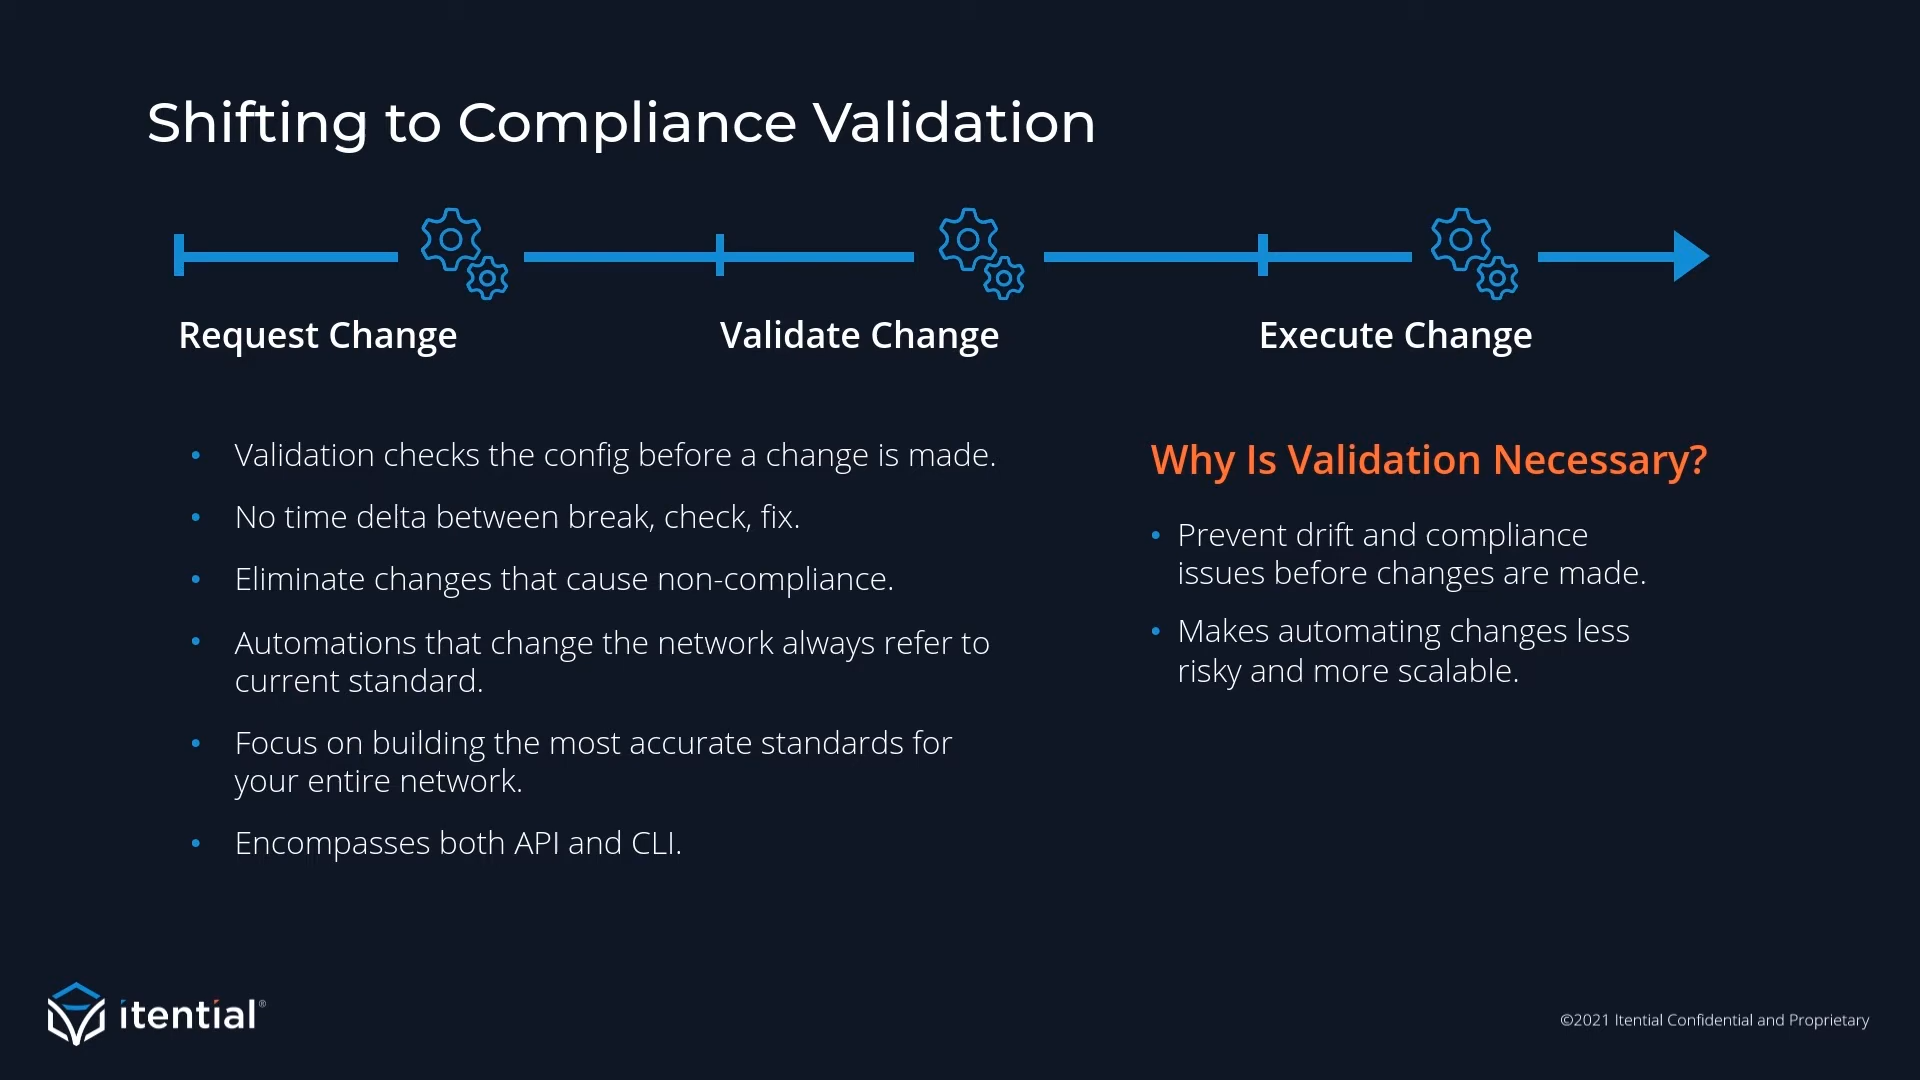 Shifting to Compliance Validation
Request Change
Validate Change
Execute Change
• Validation checks the config before a change is made.
• No time delta between break, check, fix.
• Eliminate changes that cause non-compliance.
• Automations that change the network always refer to
current standard.
• Focus on building the most accurate standards for
your entire network.
• Encompasses both API and CLI.
Why Is Validation Necessary?
• Prevent drift and compliance
issues before changes are made.
• Makes automating changes less
risky and more scalable.
itential®
©2021 Itential Confidential and Proprietary